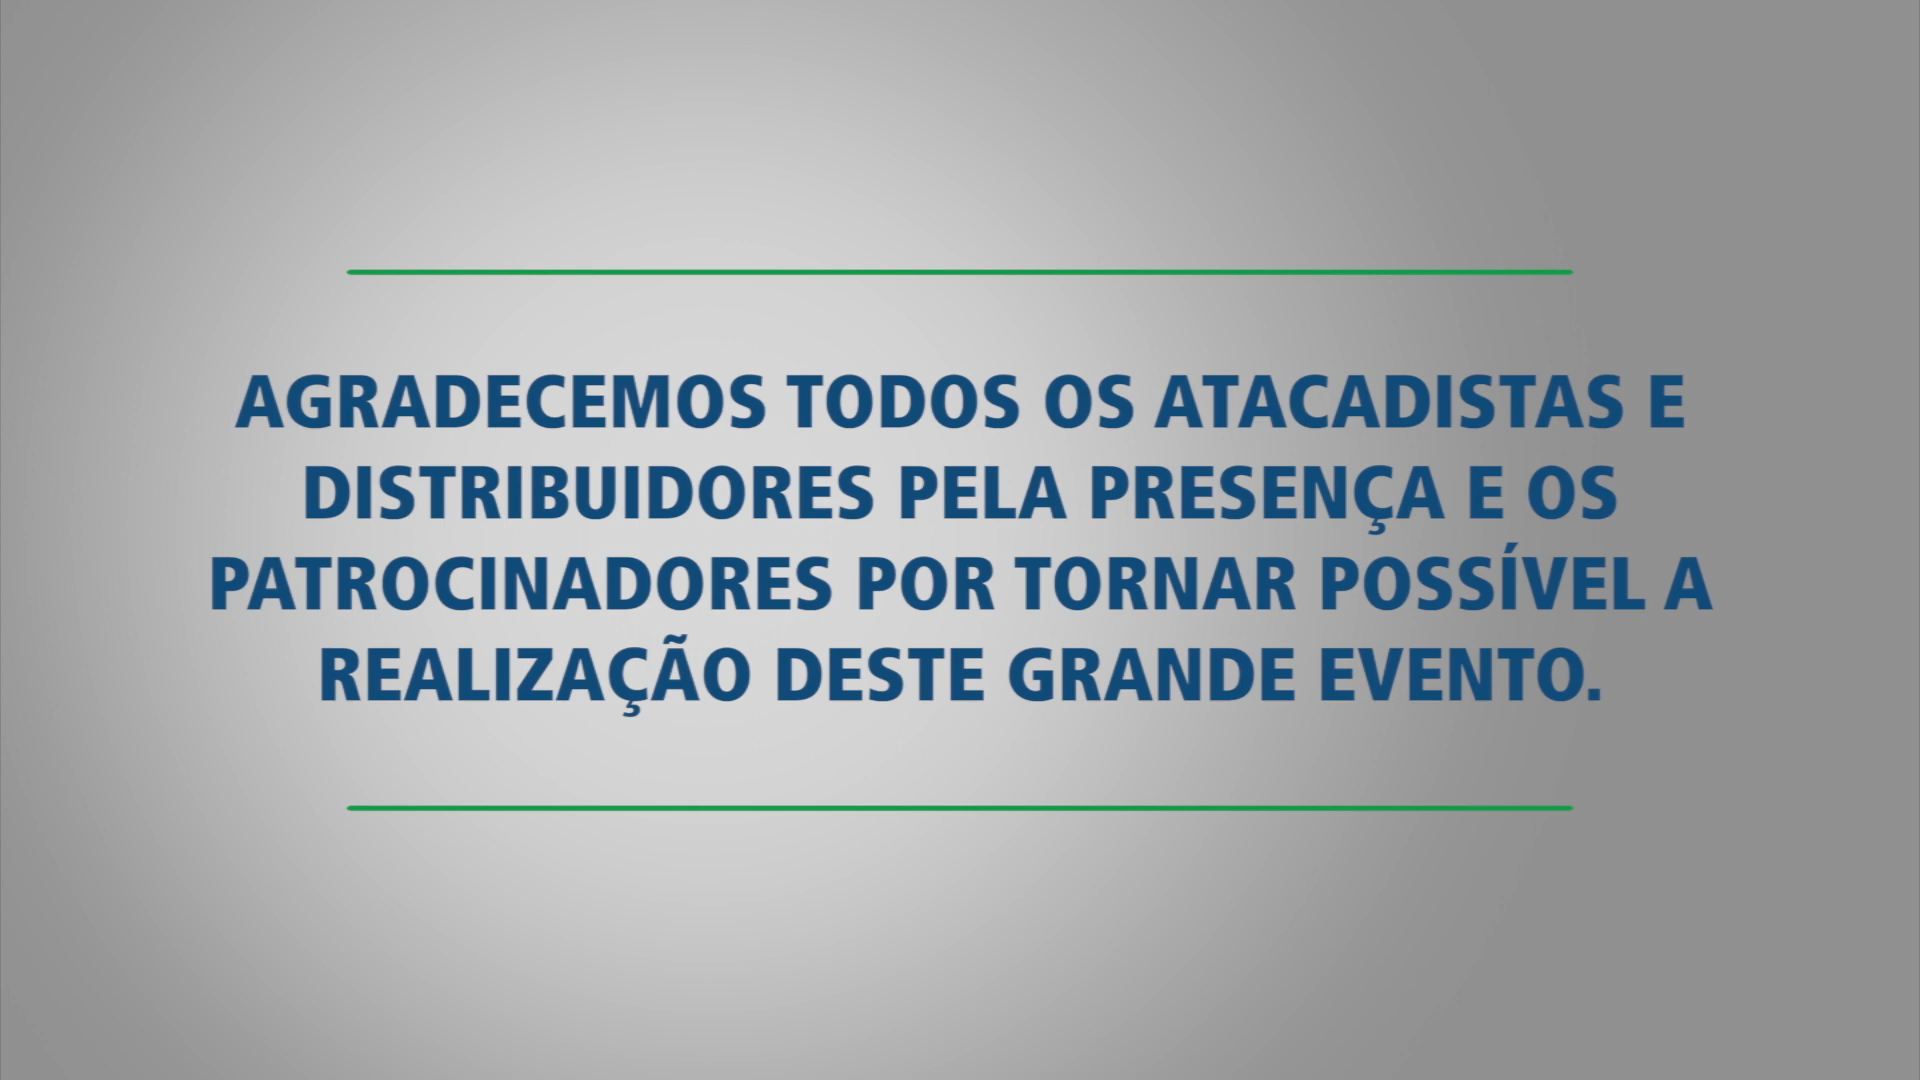 AGRADECEMOS TODOS OS ATACADISTAS E
DISTRIBUIDORES PELA PRESENÇA E OS
PATROCINADORES POR TORNAR POSSÍVEL A
REALIZAÇÃO DESTE GRANDE EVENTO.